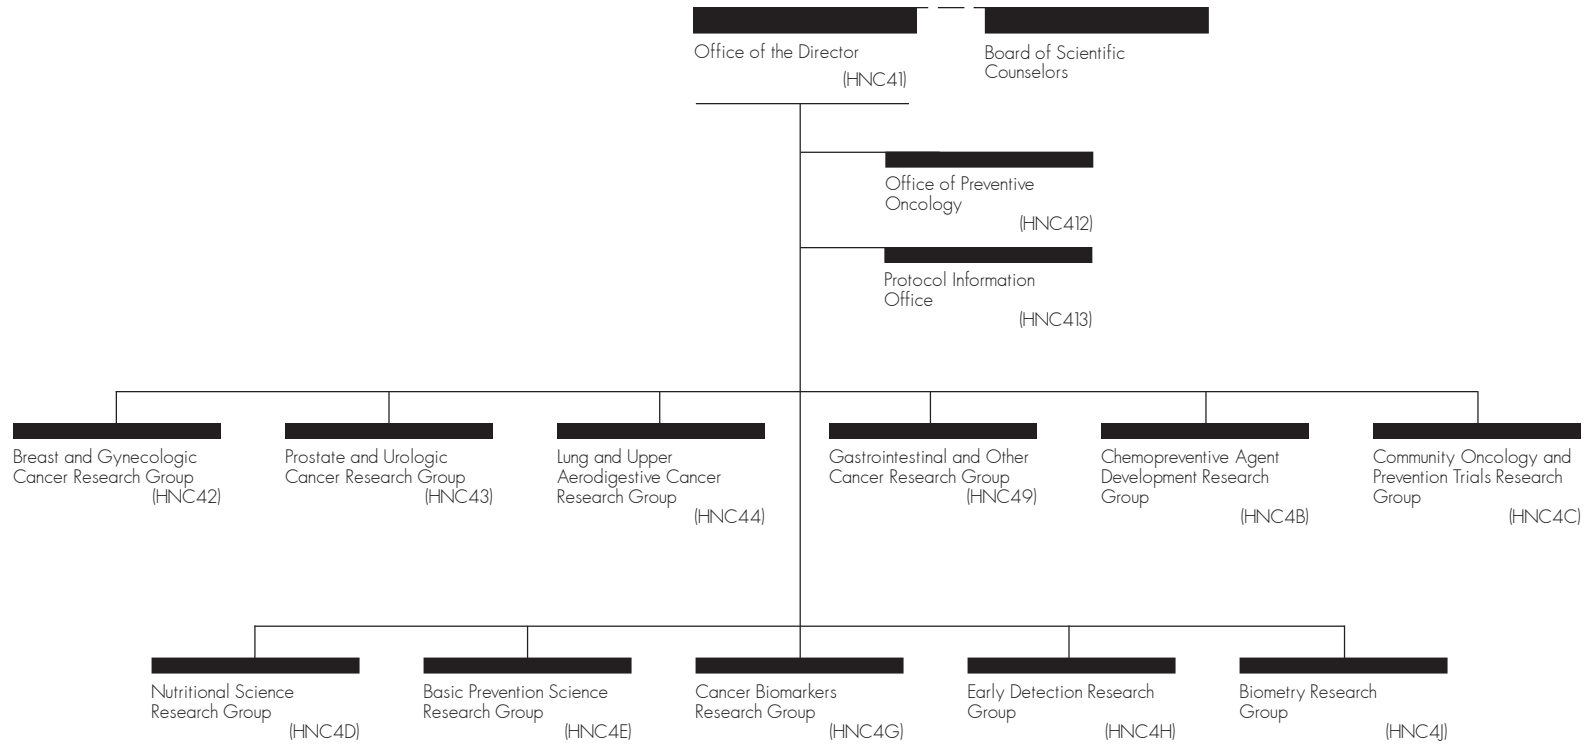 Office of the Director
(HNC41)
Board of Scientific
Counselors
Office of Preventive
Oncology
(HNC412)
Protocol Information
Office
(HNC413)
Breast and Gynecologic
Cancer Research Group
(HNC42)
Prostate and Urologic
Cancer Research Group
(HNC43)
Lung and Upper
Aerodigestive Cancer
Research Group
(HNC44)
Gastrointestinal and Other
Cancer Research Group
(HNC49)
Chemopreventive Agent
Development Research
Group
(HNC4B)
Community Oncology and
Prevention Trials Research
Group
(HNC4C)
Nutritional Science
Research Group
(HNC4D)
Basic Prevention Science
Research Group
(HNC4E)
Cancer Biomarkers
Research Group
(HNC4G)
Early Detection Research
Group
(HNC4H)
Biometry Research
Group
(HNC4J)